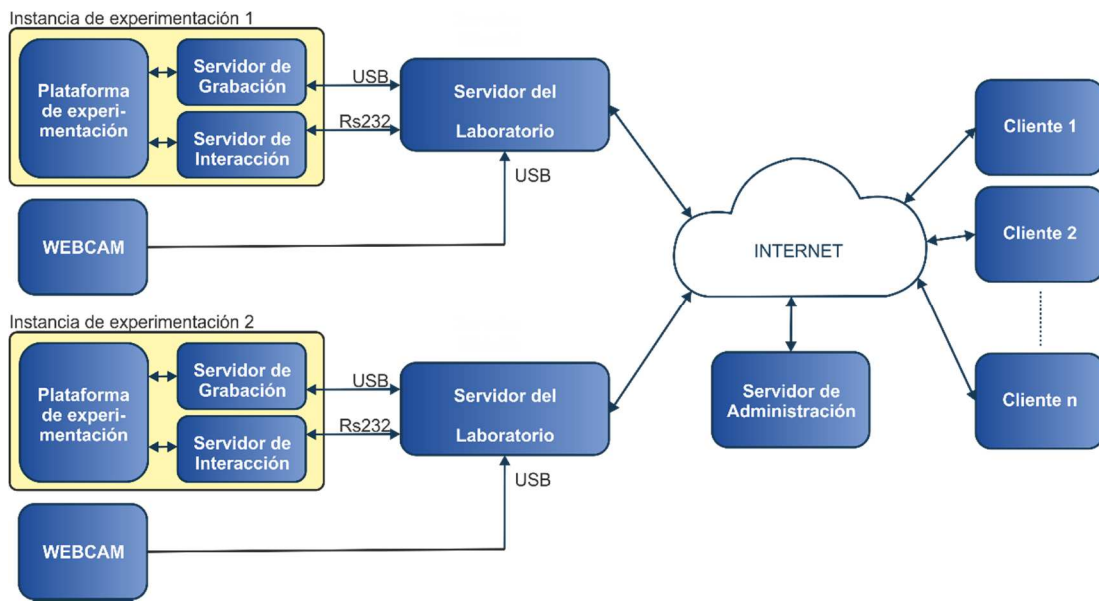 Instancia de experimentación 1
Plataforma
de experi-
mentación
Servidor de
Grabación
Servidor de
Interacción
USB
Rs232
Servidor del
Laboratorio
USB
WEBCAM
Instancia de experimentación 2
Plataforma
de experi-
mentación
Servidor de
Grabación
Servidor de
Interacción
USB
Rs232
Servidor del
Laboratorio
USB
WEBCAM
INTERNET
Servidor de
Administración
Cliente 1
Cliente 2
Cliente n